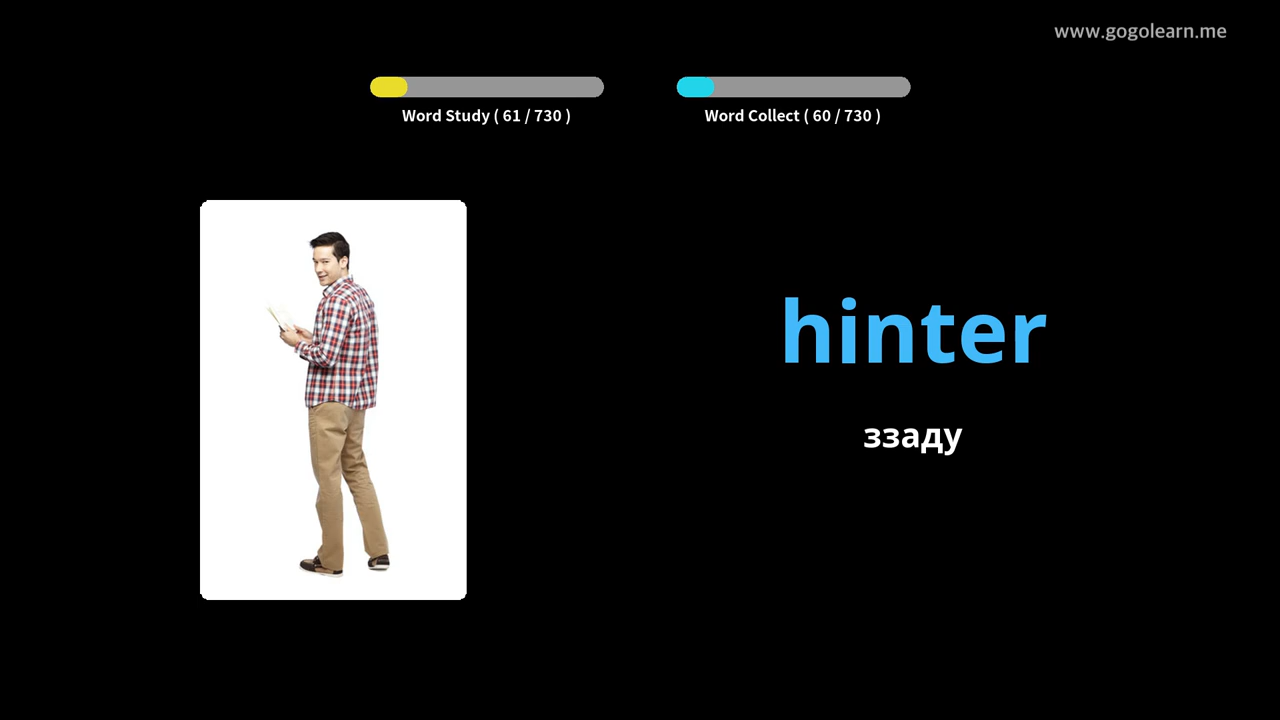 www.gogolearn.me
Word Study ( 61 / 730 )
Word Collect ( 60 / 730 )
hinter
ззаду